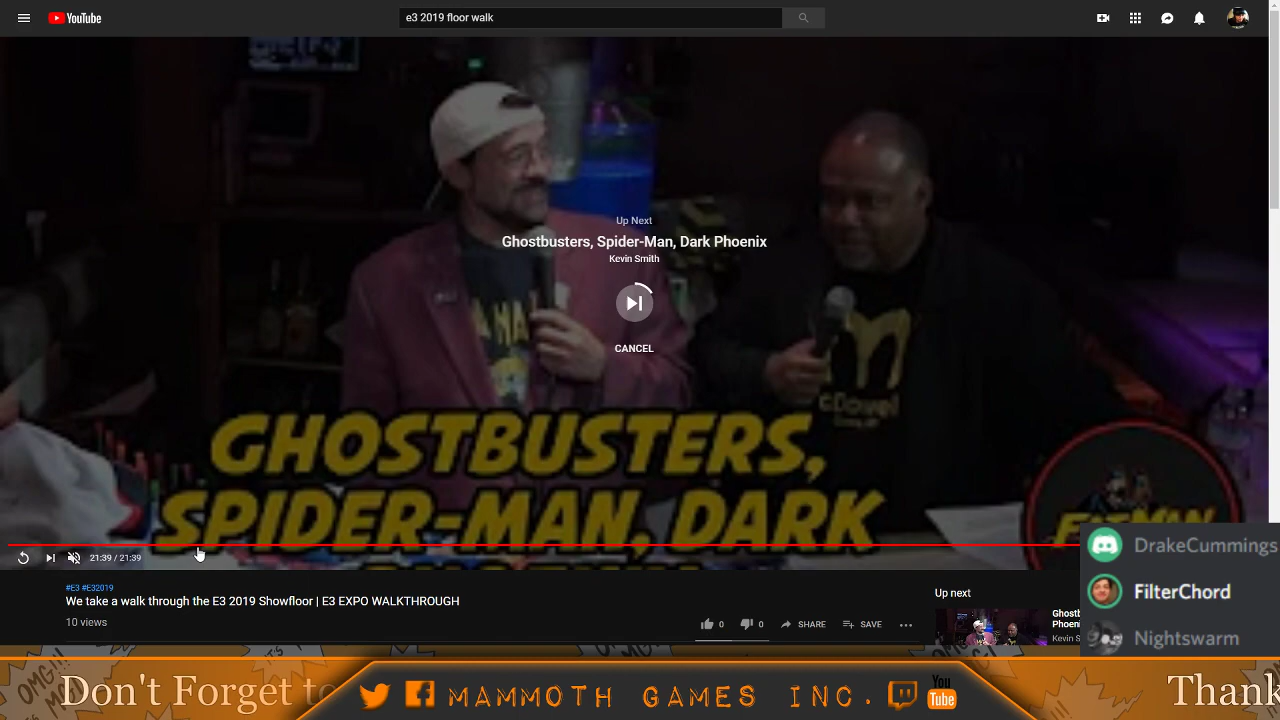 YouTube
e3 2019 floor walk
Up Next
Ghostbusters, Spider-Man, Dark Phoenix
Kevin Smith
CANCEL
GHOSTBUSTERS,
SPIDER-MAN, DARK
21:39 / 21:39
#E3 #E32019
We take a walk through the E3 2019 Showfloor | E3 EXPO WALKTHROUGH
10 views
0
0
SHARE
SAVE
Up next
Kevin S
DrakeCummings
FilterChord
Nightswarm
Don't Forget to
MAMMOTH GAMES INC.
You
Tube
Thank